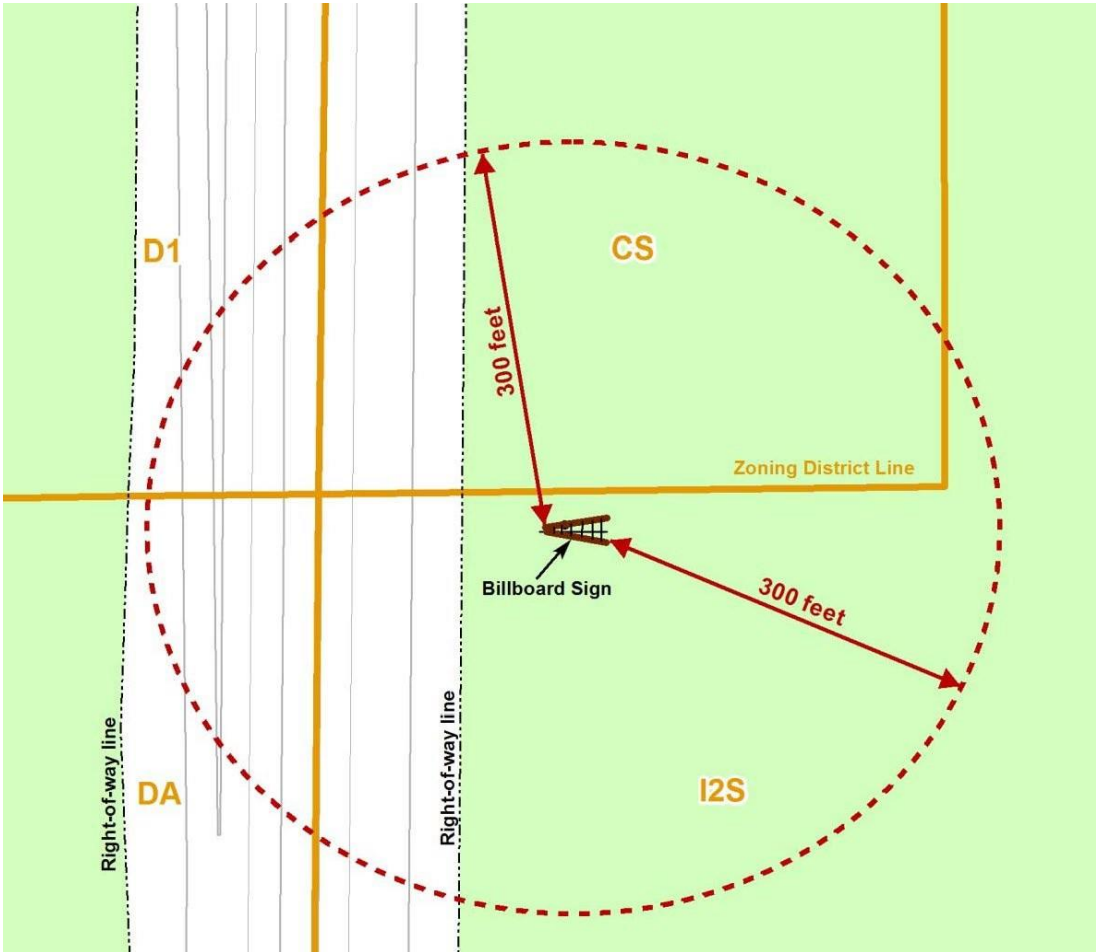 D1
CS
300 feet
Zoning District Line
Billboard Sign
300 feet
Right-of-way line
Right-of-way line
DA
I2S